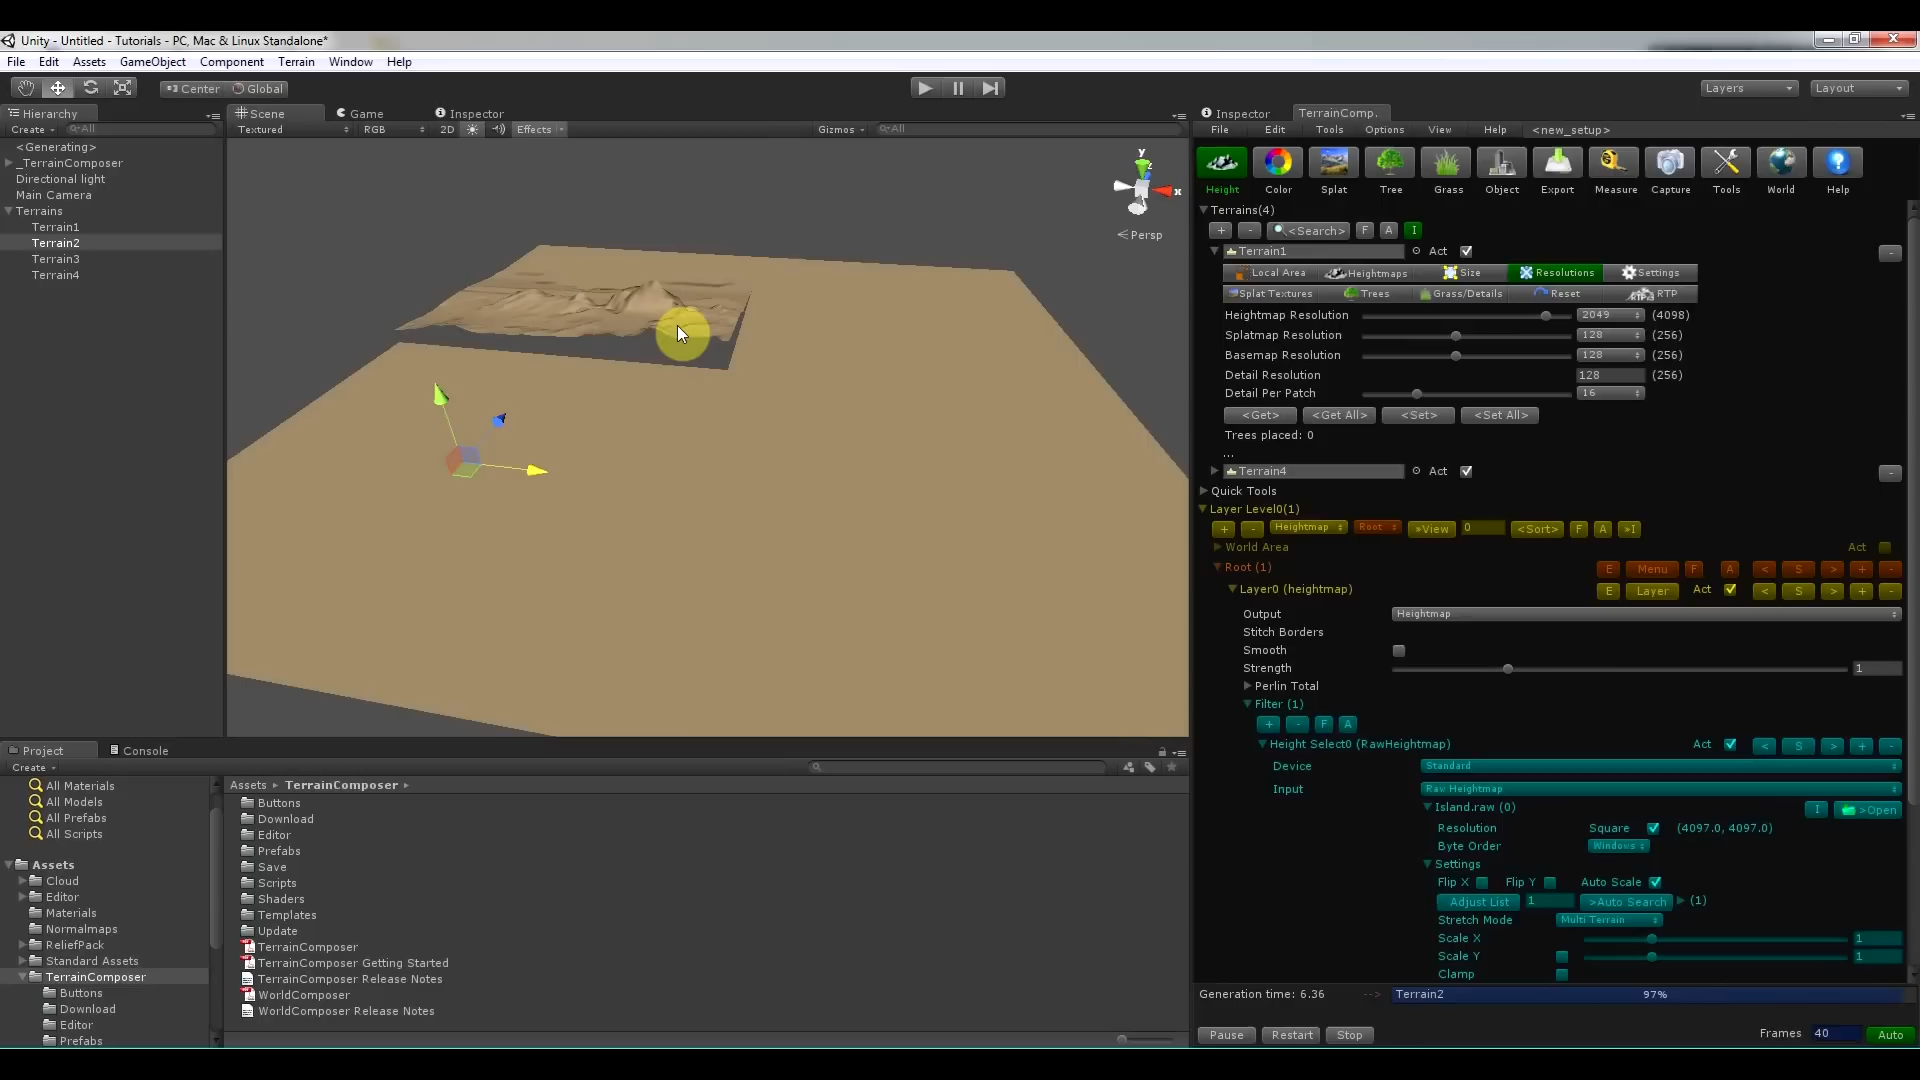 Unity - Untitled - Tutorials - PC, Mac & Linux Standalone*
File Edit Assets GameObject Component Terrain Window Help
Center Global Layers Layout
Hierarchy Scene Game Inspector Inspector TerrainComp.
Create All Textured RGB 2D Effects Gizmos All File Edit Tools Options View Help <new_setup>
<Generating>
_TerrainComposer
Directional light
Main Camera
Terrains
Terrain1
Terrain2
Terrain3
Terrain4
y
z
x
Persp
Height Color Splat Tree Grass Object Export Measure Capture Tools World Help
Terrains(4)
+ - <Search> F A I
Terrain1 Act -
Local Area Heightmaps Size Resolutions Settings
Splat Textures Trees Grass/Details Reset RTP
Heightmap Resolution 2049 (4098)
Splatmap Resolution 128 (256)
Basemap Resolution 128 (256)
Detail Resolution 128 (256)
Detail Per Patch 16
<Get> <Get All> <Set> <Set All>
Trees placed: 0
...
Terrain4 Act -
Quick Tools
Layer Level0(1)
+ - Heightmap Root »View 0 <Sort> F A »I
World Area Act
Root (1) E Menu F A < S > + -
Layer0 (heightmap) E Layer Act < S > + -
Output Heightmap
Stitch Borders
Smooth
Strength 1
Perlin Total
Filter (1)
+ - F A
Height Select0 (RawHeightmap) Act < S > + -
Device Standard
Input Raw Heightmap
Island.raw (0) I >Open
Resolution Square (4097.0, 4097.0)
Byte Order Windows
Settings
Flip X Flip Y Auto Scale
Adjust List 1 >Auto Search (1)
Stretch Mode Multi Terrain
Scale X 1
Scale Y 1
Clamp
Generation time: 6.36 --> Terrain2 97%
Pause Restart Stop Frames 40 Auto
Project Console
Create
All Materials
All Models
All Prefabs
All Scripts
Assets
Cloud
Editor
Materials
Normalmaps
ReliefPack
Standard Assets
TerrainComposer
Buttons
Download
Editor
Prefabs
Assets ▸ TerrainComposer ▸
Buttons
Download
Editor
Prefabs
Save
Scripts
Shaders
Templates
Update
TerrainComposer
TerrainComposer Getting Started
TerrainComposer Release Notes
WorldComposer
WorldComposer Release Notes